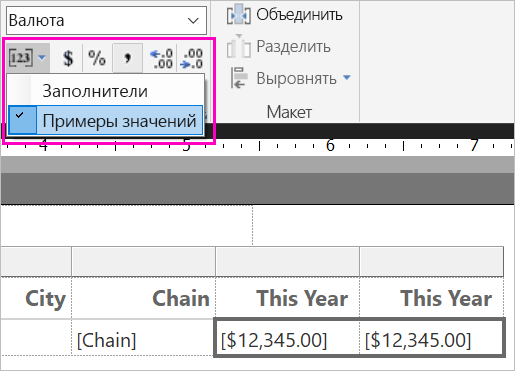 Валюта
Объединить
[123] $ % , ←.0 .00 .00 →.0
Разделить
Заполнители
Выровнять
Примеры значений
Макет
4 5 6 7
City Chain This Year This Year
[Chain] [$12,345.00] [$12,345.00]